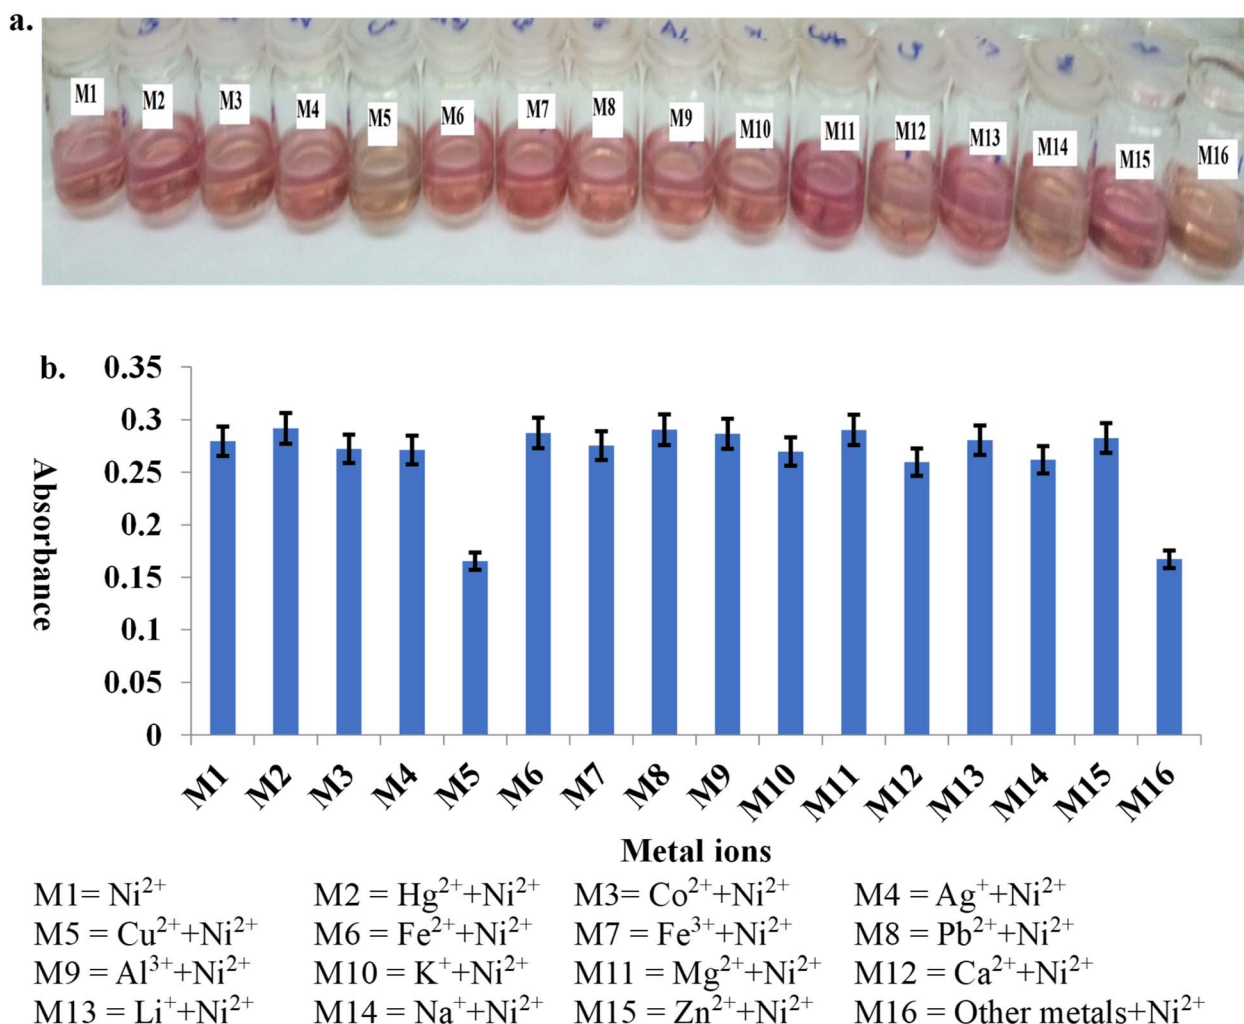 a.
M1 M2 M3 M4 M5 M6 M7 M8 M9 M10 M11 M12 M13 M14 M15 M16
b.
0.35
0.3
0.25
0.2
0.15
0.1
0.05
0
Absorbance
M1 M2 M3 M4 M5 M6 M7 M8 M9 M10 M11 M12 M13 M14 M15 M16
Metal ions
M1= Ni²⁺ M2 = Hg²⁺+Ni²⁺ M3= Co²⁺+Ni²⁺ M4 = Ag⁺+Ni²⁺
M5 = Cu²⁺+Ni²⁺ M6 = Fe²⁺+Ni²⁺ M7 = Fe³⁺+Ni²⁺ M8 = Pb²⁺+Ni²⁺
M9 = Al³⁺+Ni²⁺ M10 = K⁺+Ni²⁺ M11 = Mg²⁺+Ni²⁺ M12 = Ca²⁺+Ni²⁺
M13 = Li⁺+Ni²⁺ M14 = Na⁺+Ni²⁺ M15 = Zn²⁺+Ni²⁺ M16 = Other metals+Ni²⁺